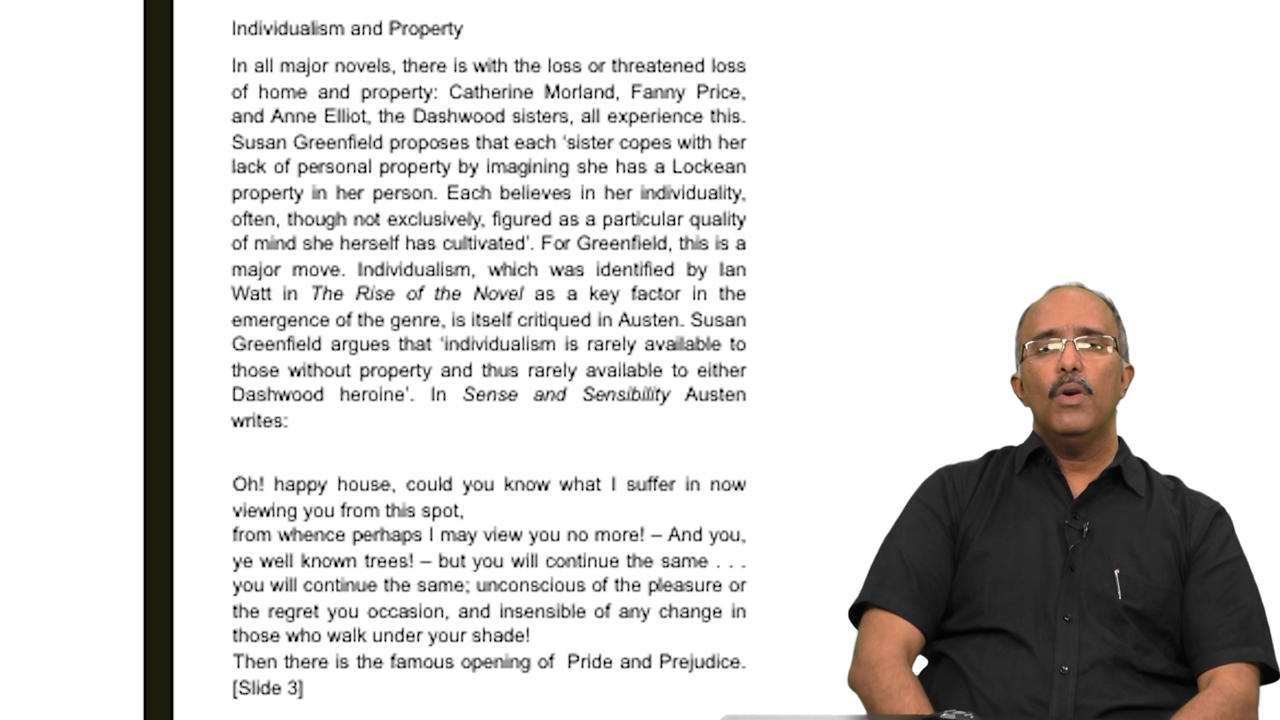 Individualism and Property
In all major novels, there is with the loss or threatened loss
of home and property: Catherine Morland, Fanny Price,
and Anne Elliot, the Dashwood sisters, all experience this.
Susan Greenfield proposes that each ‘sister copes with her
lack of personal property by imagining she has a Lockean
property in her person. Each believes in her individuality,
often, though not exclusively, figured as a particular quality
of mind she herself has cultivated’. For Greenfield, this is a
major move. Individualism, which was identified by Ian
Watt in The Rise of the Novel as a key factor in the
emergence of the genre, is itself critiqued in Austen. Susan
Greenfield argues that ‘individualism is rarely available to
those without property and thus rarely available to either
Dashwood heroine’. In Sense and Sensibility Austen
writes:
Oh! happy house, could you know what I suffer in now
viewing you from this spot,
from whence perhaps I may view you no more! – And you,
ye well known trees! – but you will continue the same . . .
you will continue the same; unconscious of the pleasure or
the regret you occasion, and insensible of any change in
those who walk under your shade!
Then there is the famous opening of Pride and Prejudice.
[Slide 3]